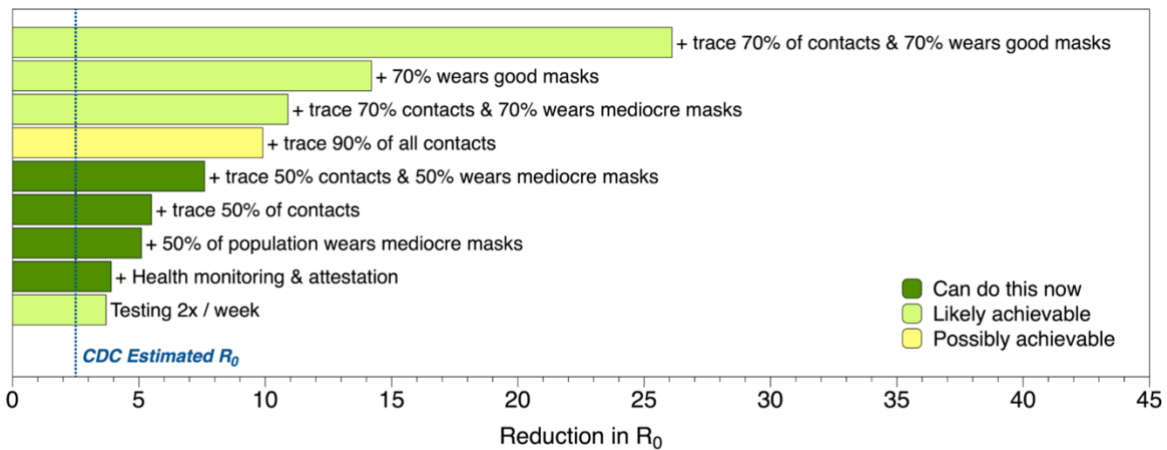 + trace 70% of contacts & 70% wears good masks
+ 70% wears good masks
+ trace 70% contacts & 70% wears mediocre masks
+ trace 90% of all contacts
+ trace 50% contacts & 50% wears mediocre masks
+ trace 50% of contacts
+ 50% of population wears mediocre masks
+ Health monitoring & attestation
Testing 2x / week
Can do this now
Likely achievable
Possibly achievable
CDC Estimated R₀
0 5 10 15 20 25 30 35 40 45
Reduction in R₀